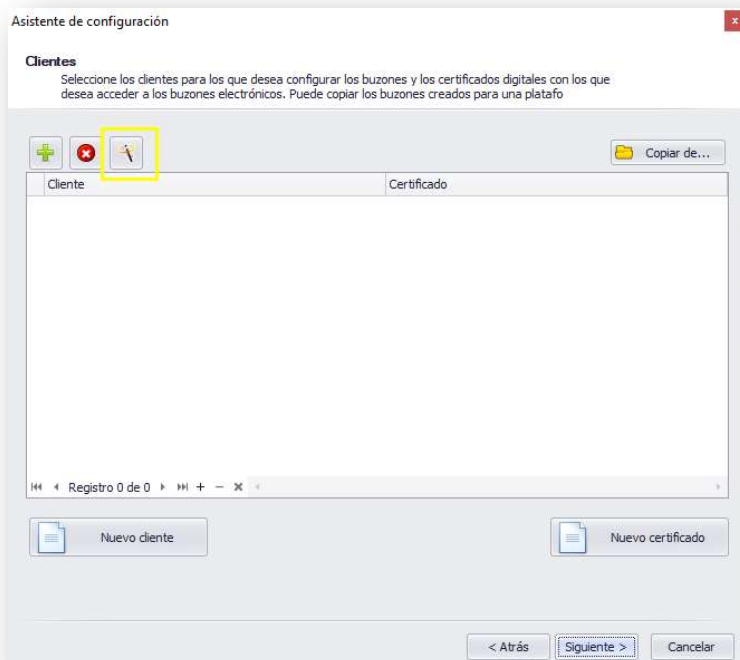 Asistente de configuración
x
Clientes
Seleccione los clientes para los que desea configurar los buzones y los certificados digitales con los que
desea acceder a los buzones electrónicos. Puede copiar los buzones creados para una platafo
Copiar de...
Cliente Certificado
Registro 0 de 0
Nuevo cliente Nuevo certificado
< Atrás Siguiente > Cancelar